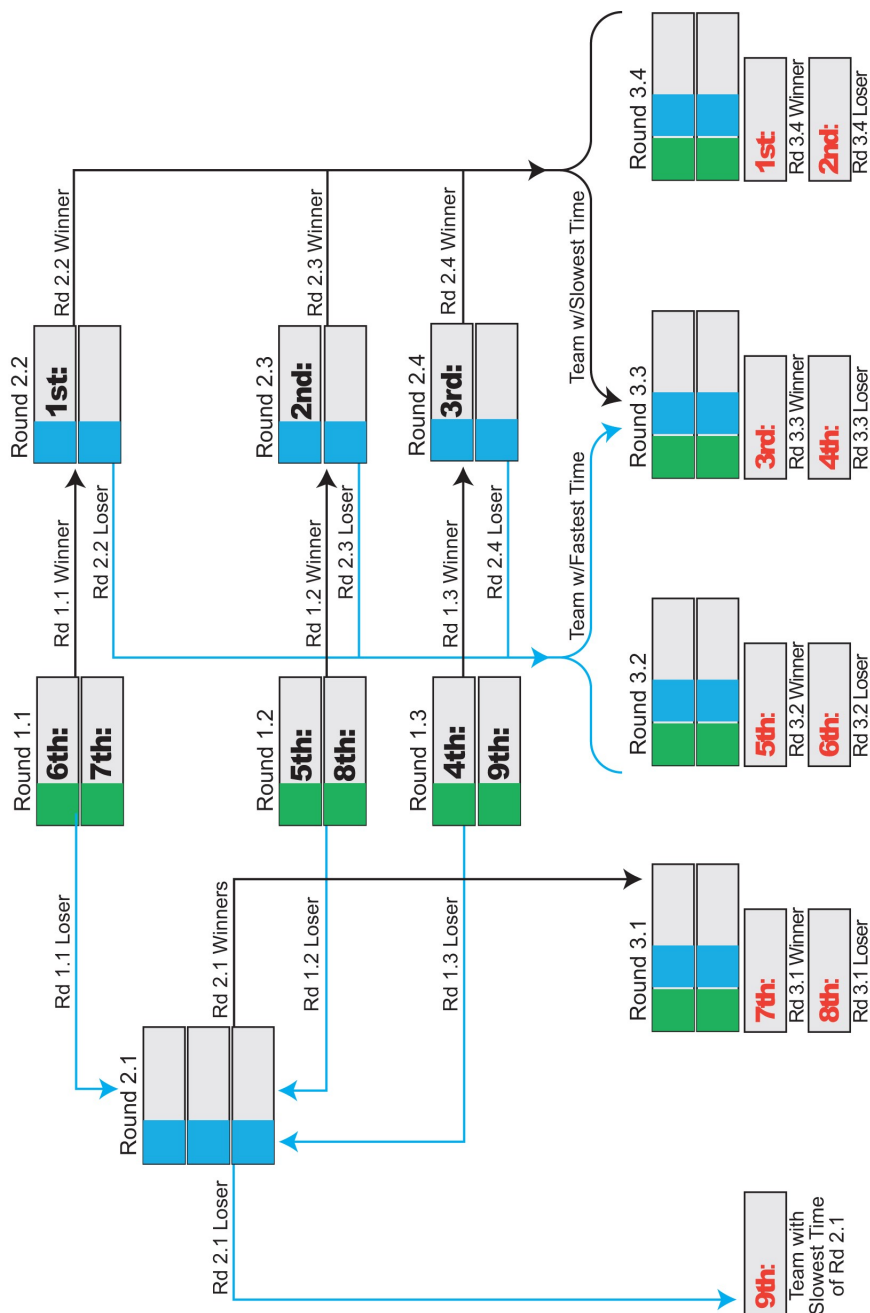 Round 1.1
6th:
7th:
Rd 1.1 Winner
Rd 1.1 Loser
Round 1.2
5th:
8th:
Rd 1.2 Winner
Rd 1.2 Loser
Round 1.3
4th:
9th:
Rd 1.3 Winner
Rd 1.3 Loser
Round 2.1
Rd 2.1 Winners
Rd 2.1 Loser
Round 2.2
1st:
Rd 2.2 Winner
Rd 2.2 Loser
Round 2.3
2nd:
Rd 2.3 Winner
Rd 2.3 Loser
Round 2.4
3rd:
Rd 2.4 Winner
Rd 2.4 Loser
Team w/Fastest Time
Team w/Slowest Time
9th:
Team with
Slowest Time
of Rd 2.1
Round 3.1
7th:
Rd 3.1 Winner
8th:
Rd 3.1 Loser
Round 3.2
5th:
Rd 3.2 Winner
6th:
Rd 3.2 Loser
Round 3.3
3rd:
Rd 3.3 Winner
4th:
Rd 3.3 Loser
Round 3.4
1st:
Rd 3.4 Winner
2nd:
Rd 3.4 Loser